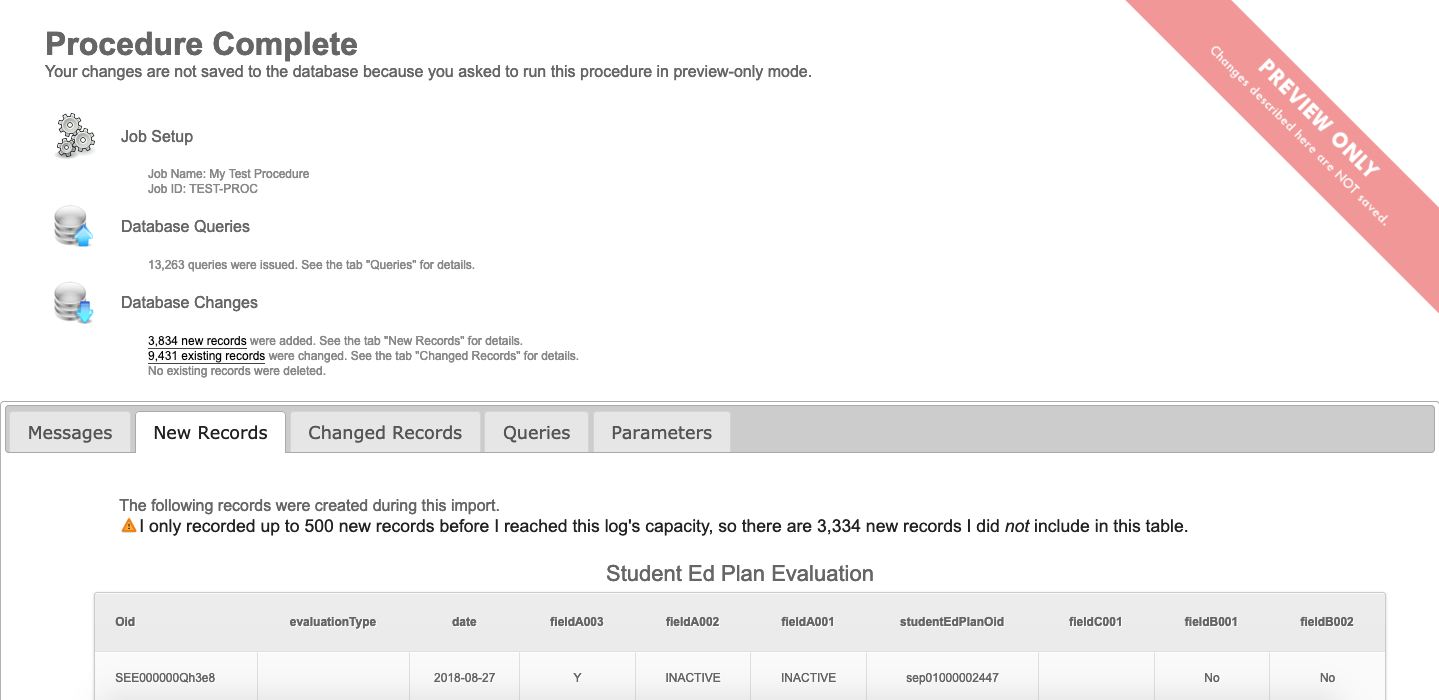 Procedure Complete
Your changes are not saved to the database because you asked to run this procedure in preview-only mode.
PREVIEW ONLY
Changes described here are NOT saved.
Job Setup
Job Name: My Test Procedure
Job ID: TEST-PROC
Database Queries
13,263 queries were issued. See the tab "Queries" for details.
Database Changes
3,834 new records were added. See the tab "New Records" for details.
9,431 existing records were changed. See the tab "Changed Records" for details.
No existing records were deleted.
Messages New Records Changed Records Queries Parameters
The following records were created during this import.
I only recorded up to 500 new records before I reached this log's capacity, so there are 3,334 new records I did not include in this table.
Student Ed Plan Evaluation
Oid evaluationType date fieldA003 fieldA002 fieldA001 studentEdPlanOid fieldC001 fieldB001 fieldB002
SEE000000Qh3e8 2018-08-27 Y INACTIVE INACTIVE sep01000002447 No No